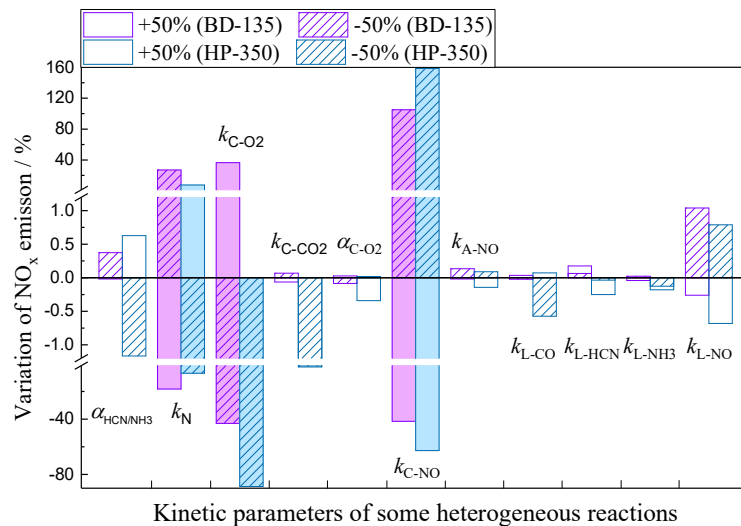 +50% (BD-135) -50% (BD-135)
+50% (HP-350) -50% (HP-350)
Variation of NOx emisson / %
160
120
80
40
1.0
0.5
0.0
-0.5
-1.0
-40
-80
αHCN/NH3
kN
kC-O2
kC-CO2
αC-O2
kC-NO
kA-NO
kL-CO
kL-HCN
kL-NH3
kL-NO
Kinetic parameters of some heterogeneous reactions